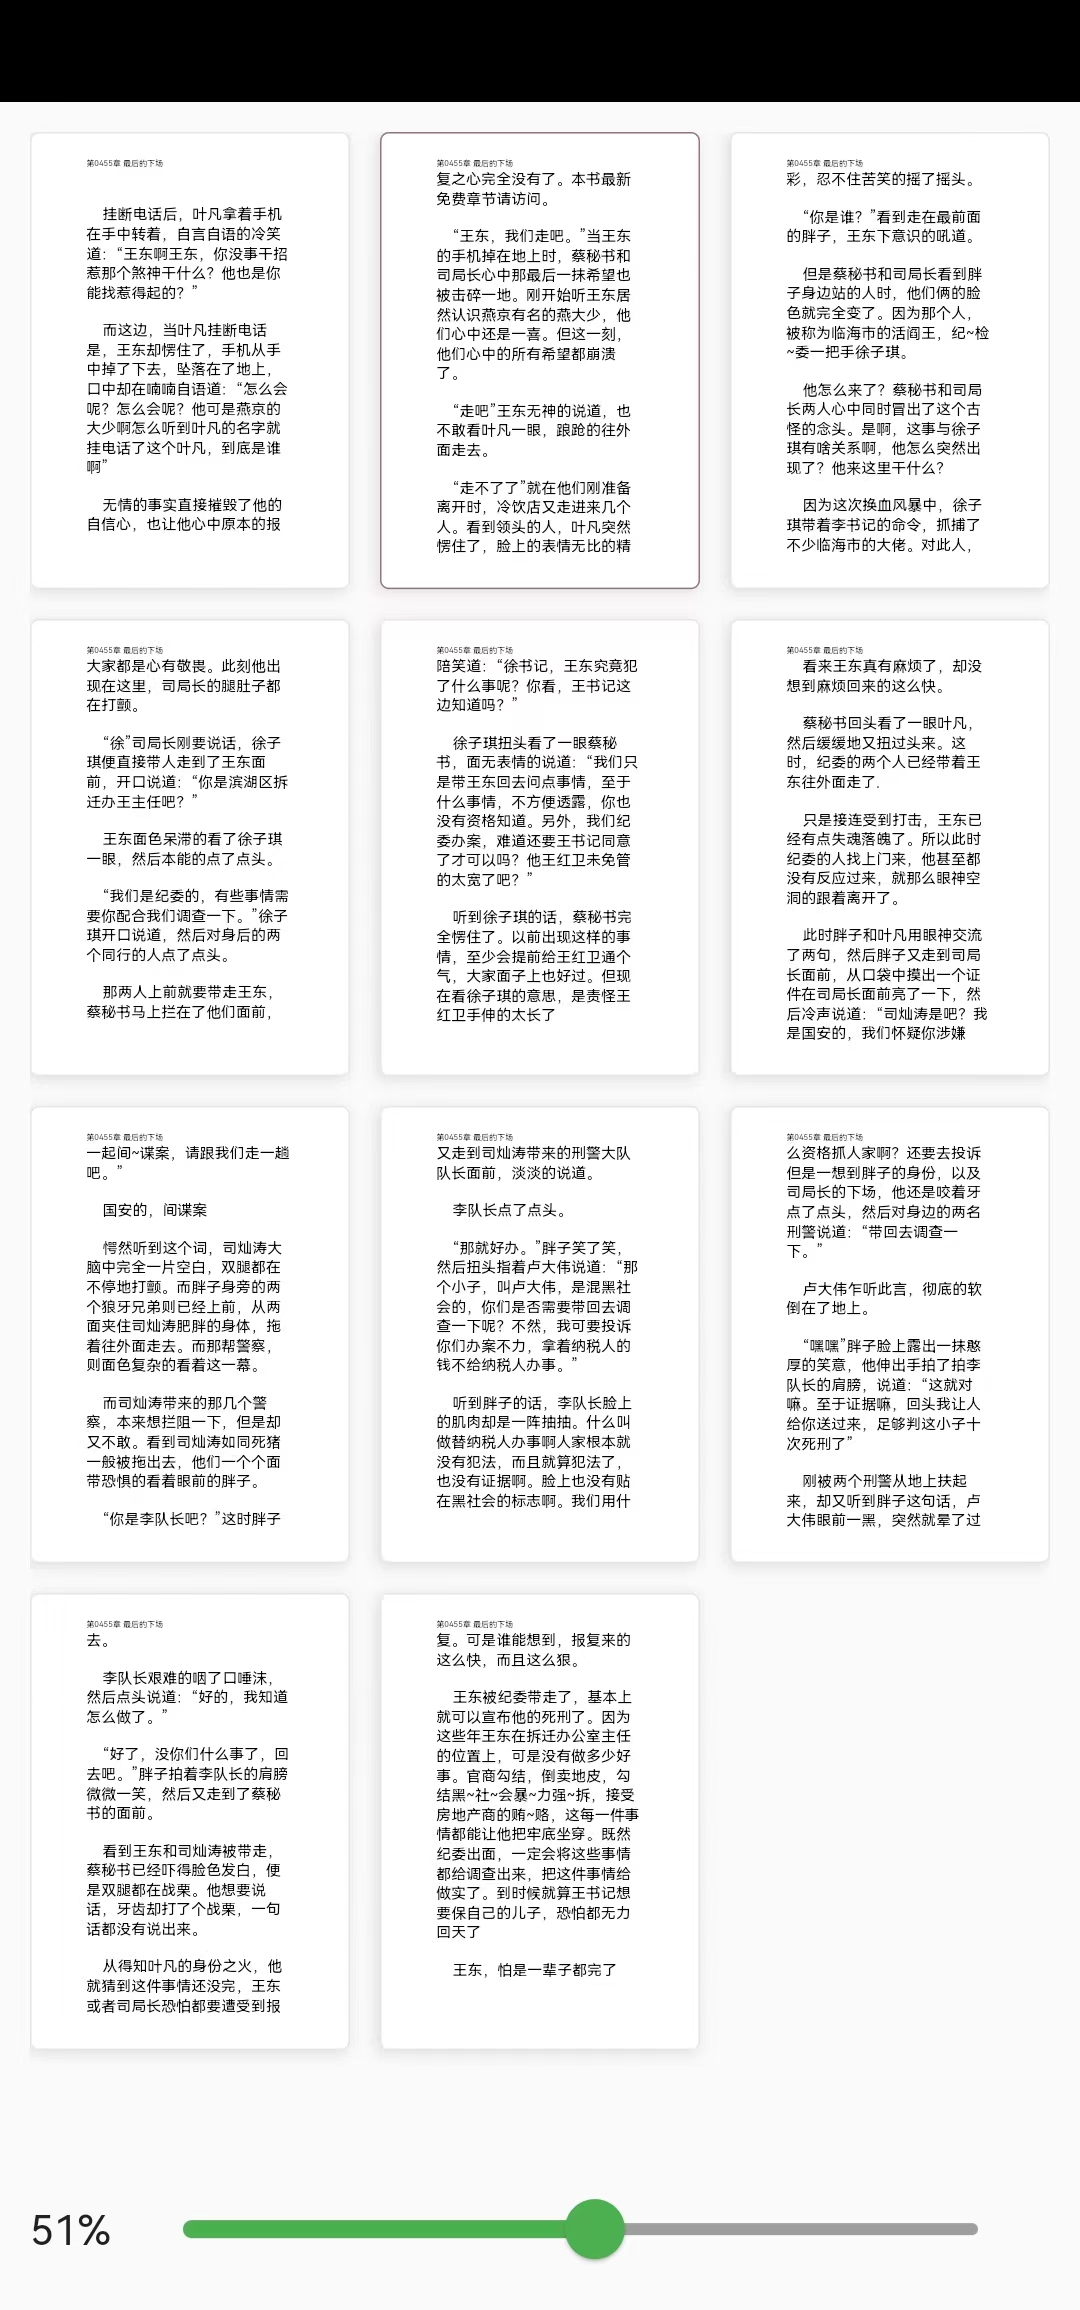 第0455章 最后的下场
挂断电话后，叶凡拿着手机
在手中转着，自言自语的冷笑
道：“王东啊王东，你没事干招
惹那个煞神干什么？他也是你
能找惹得起的？”
而这边，当叶凡挂断电话
是，王东却愣住了，手机从手
中掉了下去，坠落在了地上，
口中却在喃喃自语道：“怎么会
呢？怎么会呢？他可是燕京的
大少啊怎么听到叶凡的名字就
挂电话了这个叶凡，到底是谁
啊”
无情的事实直接摧毁了他的
自信心，也让他心中原本的报
第0455章 最后的下场
复之心完全没有了。本书最新
免费章节请访问。
“王东，我们走吧。”当王东
的手机掉在地上时，蔡秘书和
司局长心中那最后一抹希望也
被击碎一地。刚开始听王东居
然认识燕京有名的燕大少，他
们心中还是一喜。但这一刻，
他们心中的所有希望都崩溃
了。
“走吧”王东无神的说道，也
不敢看叶凡一眼，踉跄的往外
面走去。
“走不了了”就在他们刚准备
离开时，冷饮店又走进来几个
人。看到领头的人，叶凡突然
愣住了，脸上的表情无比的精
第0455章 最后的下场
彩，忍不住苦笑的摇了摇头。
“你是谁？”看到走在最前面
的胖子，王东下意识的吼道。
但是蔡秘书和司局长看到胖
子身边站的人时，他们俩的脸
色就完全变了。因为那个人，
被称为临海市的活阎王，纪~检
~委一把手徐子琪。
他怎么来了？蔡秘书和司局
长两人心中同时冒出了这个古
怪的念头。是啊，这事与徐子
琪有啥关系啊，他怎么突然出
现了？他来这里干什么？
因为这次换血风暴中，徐子
琪带着李书记的命令，抓捕了
不少临海市的大佬。对此人，
第0455章 最后的下场
大家都是心有敬畏。此刻他出
现在这里，司局长的腿肚子都
在打颤。
“徐”司局长刚要说话，徐子
琪便直接带人走到了王东面
前，开口说道：“你是滨湖区拆
迁办王主任吧？”
王东面色呆滞的看了徐子琪
一眼，然后本能的点了点头。
“我们是纪委的，有些事情需
要你配合我们调查一下。”徐子
琪开口说道，然后对身后的两
个同行的人点了点头。
那两人上前就要带走王东，
蔡秘书马上拦在了他们面前，
第0455章 最后的下场
陪笑道：“徐书记，王东究竟犯
了什么事呢？你看，王书记这
边知道吗？”
徐子琪扭头看了一眼蔡秘
书，面无表情的说道：“我们只
是带王东回去问点事情，至于
什么事情，不方便透露，你也
没有资格知道。另外，我们纪
委办案，难道还要王书记同意
了才可以吗？他王红卫未免管
的太宽了吧？”
听到徐子琪的话，蔡秘书完
全愣住了。以前出现这样的事
情，至少会提前给王红卫通个
气，大家面子上也好过。但现
在看徐子琪的意思，是责怪王
红卫手伸的太长了
第0455章 最后的下场
看来王东真有麻烦了，却没
想到麻烦回来的这么快。
蔡秘书回头看了一眼叶凡，
然后缓缓地又扭过头来。这
时，纪委的两个人已经带着王
东往外面走了.
只是接连受到打击，王东已
经有点失魂落魄了。所以此时
纪委的人找上门来，他甚至都
没有反应过来，就那么眼神空
洞的跟着离开了。
此时胖子和叶凡用眼神交流
了两句，然后胖子又走到司局
长面前，从口袋中摸出一个证
件在司局长面前亮了一下，然
后冷声说道：“司灿涛是吧？我
是国安的，我们怀疑你涉嫌
第0455章 最后的下场
一起间~谍案，请跟我们走一趟
吧。”
国安的，间谍案
愕然听到这个词，司灿涛大
脑中完全一片空白，双腿都在
不停地打颤。而胖子身旁的两
个狼牙兄弟则已经上前，从两
面夹住司灿涛肥胖的身体，拖
着往外面走去。而那帮警察，
则面色复杂的看着这一幕。
而司灿涛带来的那几个警
察，本来想拦阻一下，但是却
又不敢。看到司灿涛如同死猪
一般被拖出去，他们一个个面
带恐惧的看着眼前的胖子。
“你是李队长吧？”这时胖子
第0455章 最后的下场
又走到司灿涛带来的刑警大队
队长面前，淡淡的说道。
李队长点了点头。
“那就好办。”胖子笑了笑，
然后扭头指着卢大伟说道：“那
个小子，叫卢大伟，是混黑社
会的，你们是否需要带回去调
查一下呢？不然，我可要投诉
你们办案不力，拿着纳税人的
钱不给纳税人办事。”
听到胖子的话，李队长脸上
的肌肉却是一阵抽抽。什么叫
做替纳税人办事啊人家根本就
没有犯法，而且就算犯法了，
也没有证据啊。脸上也没有贴
在黑社会的标志啊。我们用什
第0455章 最后的下场
么资格抓人家啊？还要去投诉
但是一想到胖子的身份，以及
司局长的下场，他还是咬着牙
点了点头，然后对身边的两名
刑警说道：“带回去调查一
下。”
卢大伟乍听此言，彻底的软
倒在了地上。
“嘿嘿”胖子脸上露出一抹憨
厚的笑意，他伸出手拍了拍李
队长的肩膀，说道：“这就对
嘛。至于证据嘛，回头我让人
给你送过来，足够判这小子十
次死刑了”
刚被两个刑警从地上扶起
来，却又听到胖子这句话，卢
大伟眼前一黑，突然就晕了过
第0455章 最后的下场
去。
李队长艰难的咽了口唾沫，
然后点头说道：“好的，我知道
怎么做了。”
“好了，没你们什么事了，回
去吧。”胖子拍着李队长的肩膀
微微一笑，然后又走到了蔡秘
书的面前。
看到王东和司灿涛被带走，
蔡秘书已经吓得脸色发白，便
是双腿都在战栗。他想要说
话，牙齿却打了个战栗，一句
话都没有说出来。
从得知叶凡的身份之火，他
就猜到这件事情还没完，王东
或者司局长恐怕都要遭受到报
第0455章 最后的下场
复。可是谁能想到，报复来的
这么快，而且这么狠。
王东被纪委带走了，基本上
就可以宣布他的死刑了。因为
这些年王东在拆迁办公室主任
的位置上，可是没有做多少好
事。官商勾结，倒卖地皮，勾
结黑~社~会暴~力强~拆，接受
房地产商的贿~赂，这每一件事
情都能让他把牢底坐穿。既然
纪委出面，一定会将这些事情
都给调查出来，把这件事情给
做实了。到时候就算王书记想
要保自己的儿子，恐怕都无力
回天了
王东，怕是一辈子都完了
51%